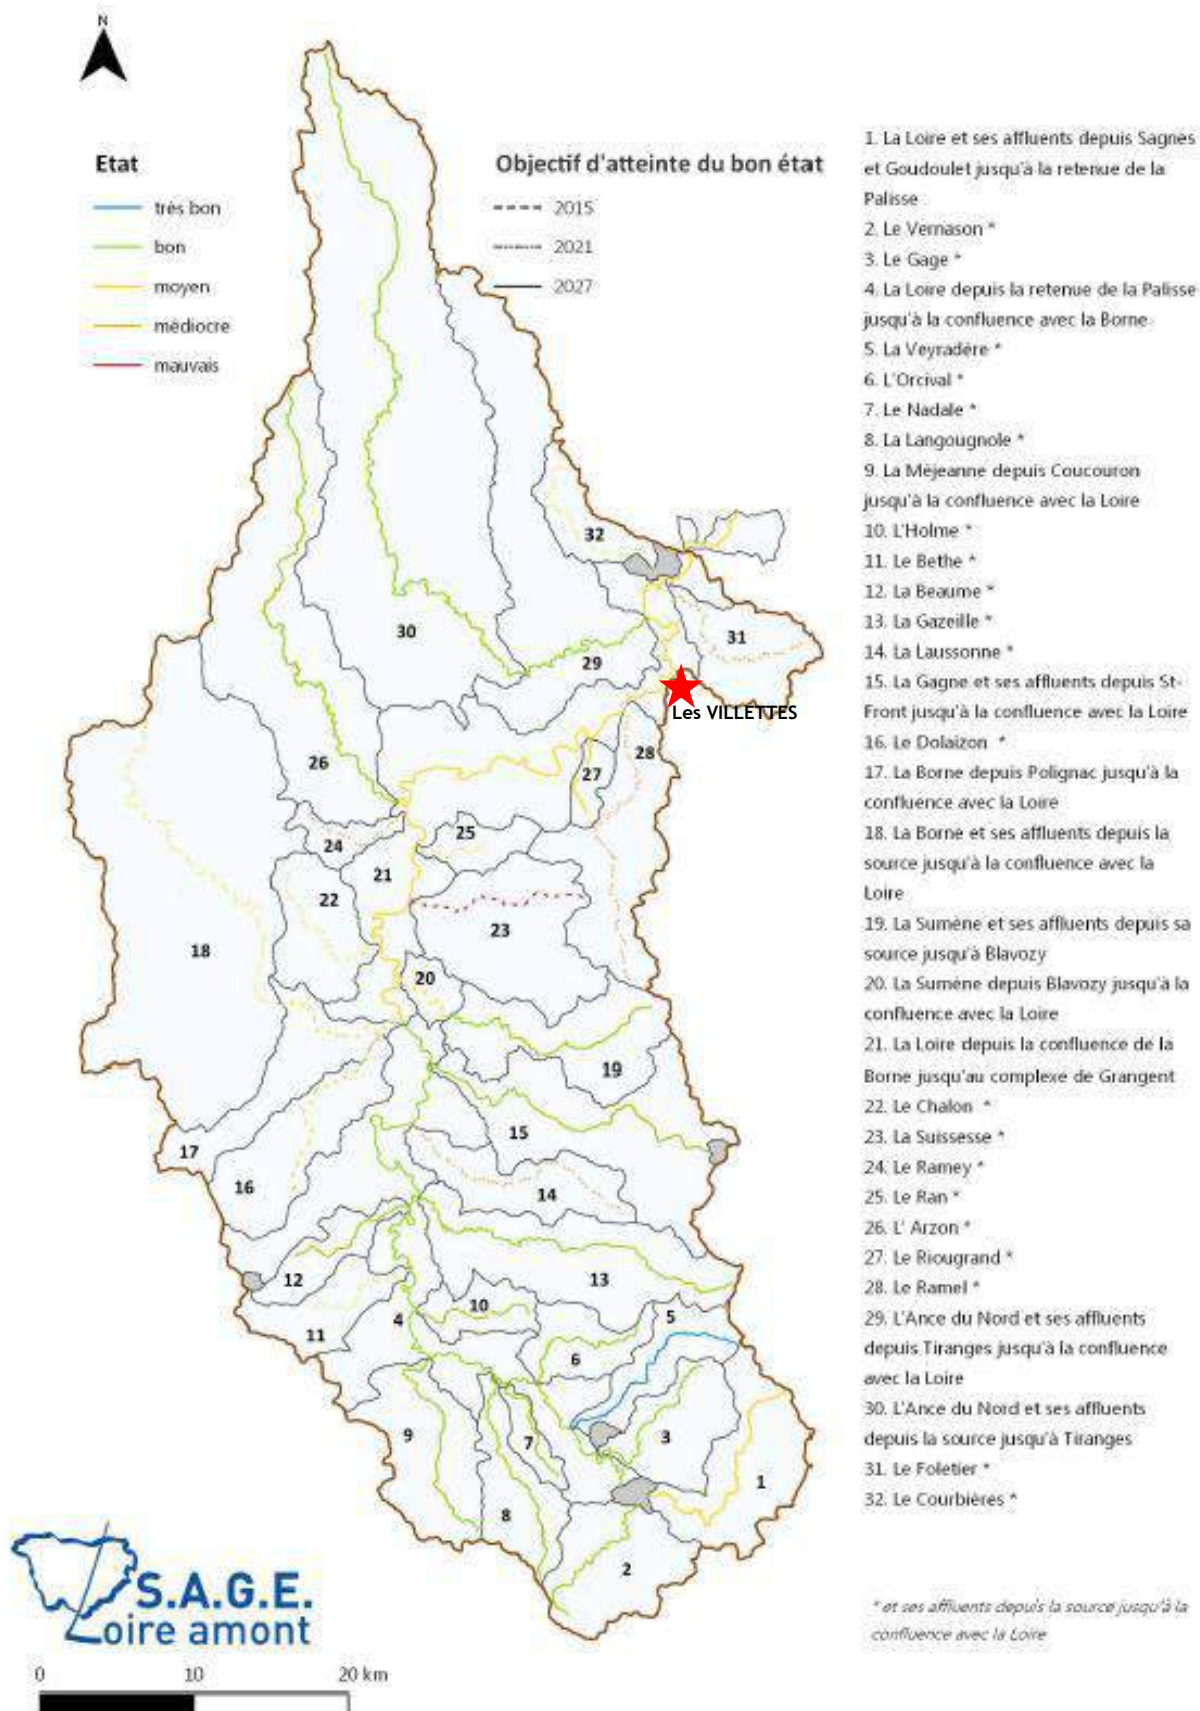 N
Etat
très bon
bon
moyen
médiocre
mauvais
Objectif d'atteinte du bon état
2015
2021
2027
1. La Loire et ses affluents depuis Sagnes
et Goudoulet jusqu'à la retenue de la
Palisse
2. Le Vernason *
3. Le Gage *
4. La Loire depuis la retenue de la Palisse
jusqu'à la confluence avec la Borne
5. La Veyradère *
6. L'Orcival *
7. Le Nadale *
8. La Langougnole *
9. La Méjeanne depuis Coucouron
jusqu'à la confluence avec la Loire
10. L'Holme *
11. Le Bethe *
12. La Beaume *
13. La Gazeille *
14. La Laussonne *
15. La Gagne et ses affluents depuis St-
Front jusqu'à la confluence avec la Loire
16. Le Dolaizon *
17. La Borne depuis Polignac jusqu'à la
confluence avec la Loire
18. La Borne et ses affluents depuis la
source jusqu'à la confluence avec la
Loire
19. La Sumène et ses affluents depuis sa
source jusqu'à Blavozy
20. La Sumène depuis Blavozy jusqu'à la
confluence avec la Loire
21. La Loire depuis la confluence de la
Borne jusqu'au complexe de Grangent
22. Le Chalon *
23. La Suissesse *
24. Le Ramey *
25. Le Ran *
26. L' Arzon *
27. Le Riougrand *
28. Le Ramel *
29. L'Ance du Nord et ses affluents
depuis Tiranges jusqu'à la confluence
avec la Loire
30. L'Ance du Nord et ses affluents
depuis la source jusqu'à Tiranges
31. Le Foletier *
32. Le Courbières *
* et ses affluents depuis la source jusqu'à la
confluence avec la Loire
32
31
30
29
Les VILLETTES
28
27
26
25
24
21
22
23
18
20
19
15
17
16
14
12
13
10
5
4
11
6
9
7
3
1
8
2
S.A.G.E.
Loire amont
0 10 20 km